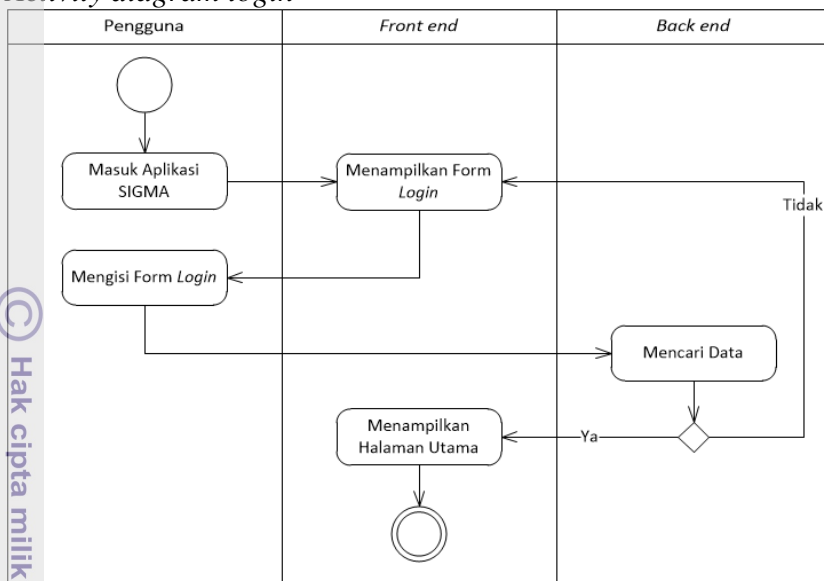 Activity diagram login
Pengguna
Front end
Back end
Masuk Aplikasi
SIGMA
Menampilkan Form
Login
Tidak
Mengisi Form Login
Mencari Data
Menampilkan
Halaman Utama
Ya
© Hak cipta milik